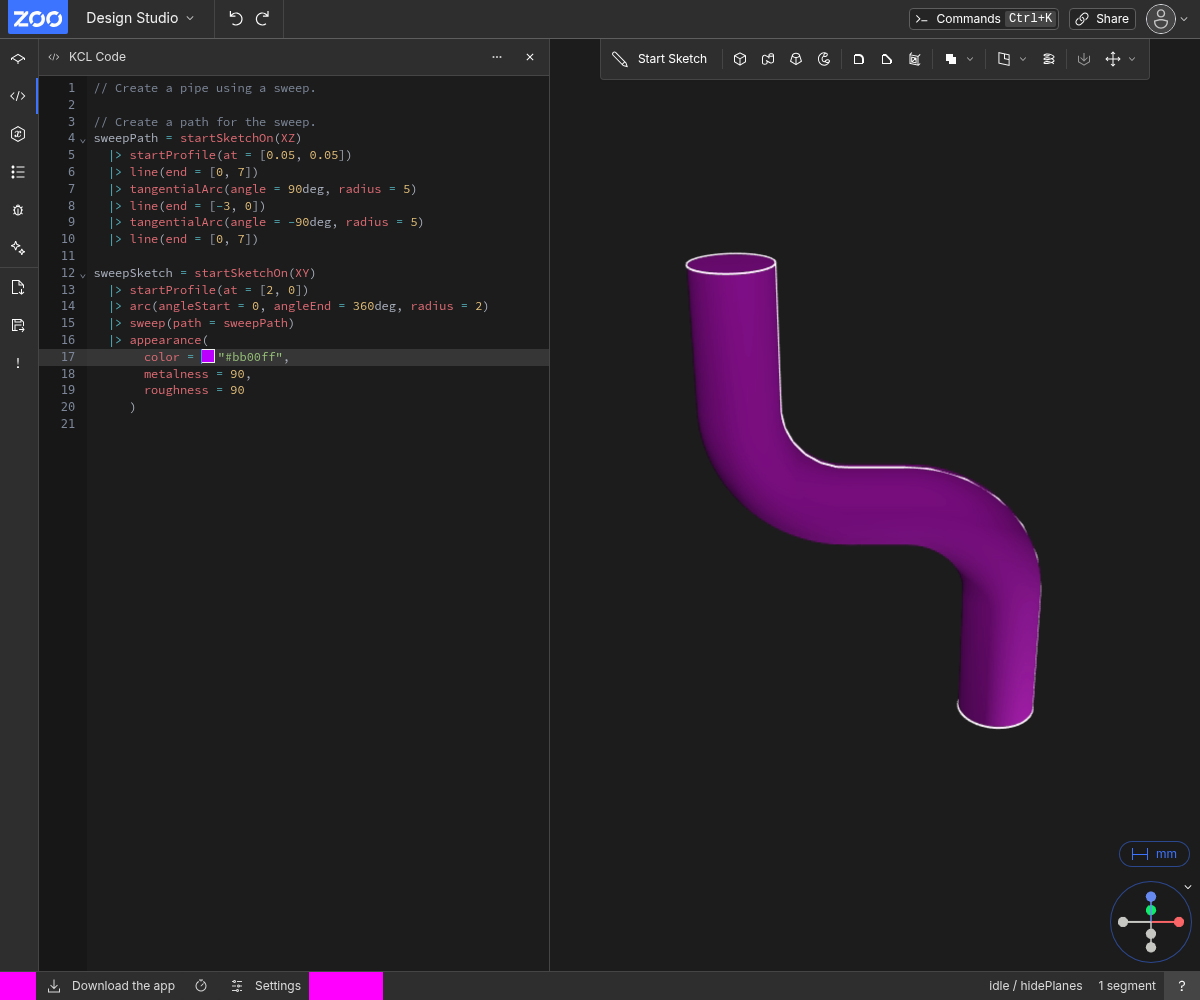 ZOO Design Studio Commands Ctrl+K Share
KCL Code
Start Sketch
1 // Create a pipe using a sweep.
2
3 // Create a path for the sweep.
4 sweepPath = startSketchOn(XZ)
5   |> startProfile(at = [0.05, 0.05])
6   |> line(end = [0, 7])
7   |> tangentialArc(angle = 90deg, radius = 5)
8   |> line(end = [-3, 0])
9   |> tangentialArc(angle = -90deg, radius = 5)
10   |> line(end = [0, 7])
11
12 sweepSketch = startSketchOn(XY)
13   |> startProfile(at = [2, 0])
14   |> arc(angleStart = 0, angleEnd = 360deg, radius = 2)
15   |> sweep(path = sweepPath)
16   |> appearance(
17        color = "#bb00ff",
18        metalness = 90,
19        roughness = 90
20      )
21
mm
Download the app Settings idle / hidePlanes 1 segment ?